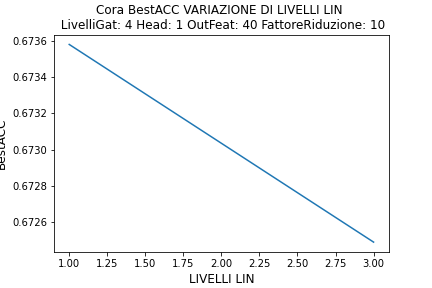 Cora BestACC VARIAZIONE DI LIVELLI LIN
LivelliGat: 4 Head: 1 OutFeat: 40 FattoreRiduzione: 10
0.6736
0.6734
0.6732
0.6730
0.6728
0.6726
BestACC
1.00 1.25 1.50 1.75 2.00 2.25 2.50 2.75 3.00
LIVELLI LIN